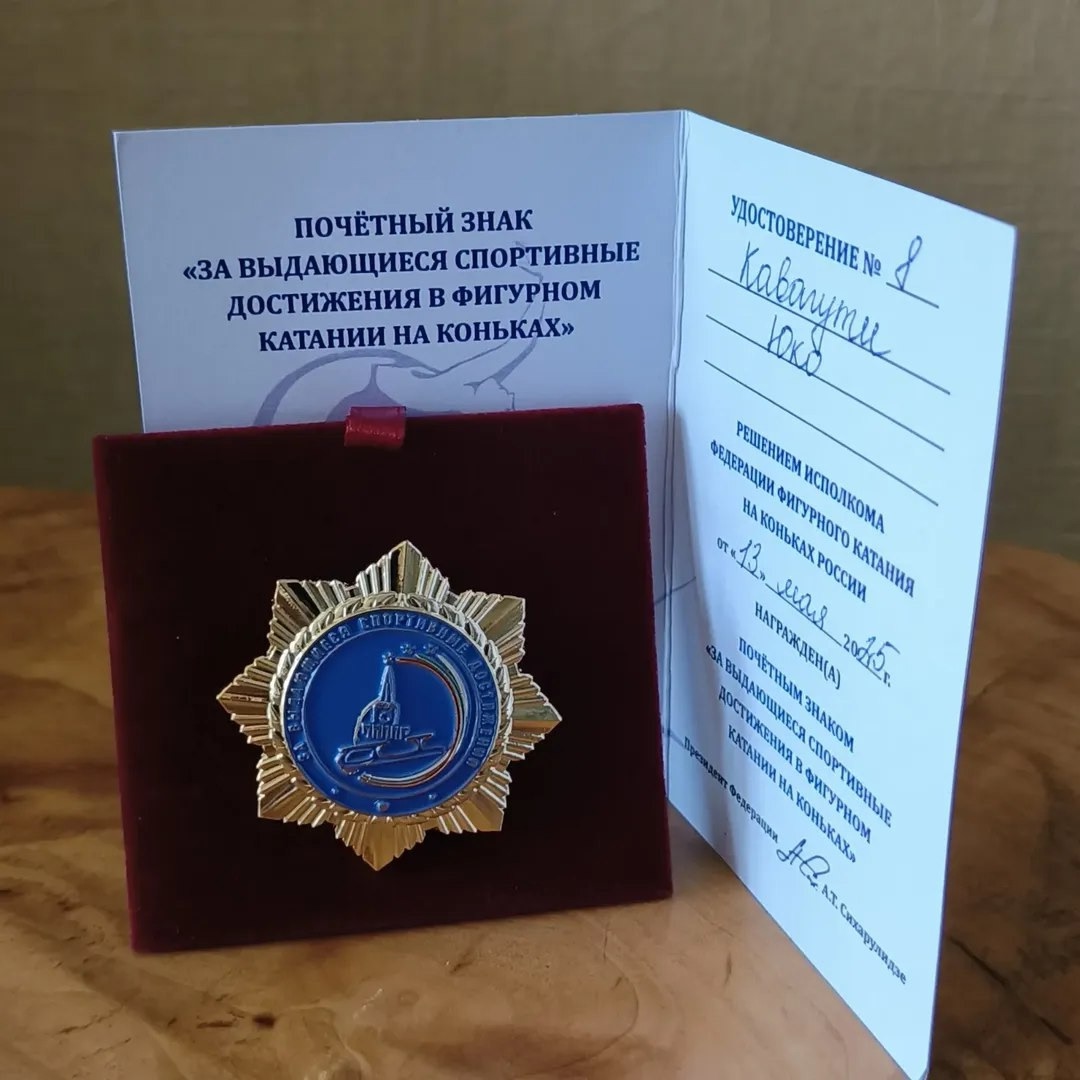 ПОЧЁТНЫЙ ЗНАК
«ЗА ВЫДАЮЩИЕСЯ СПОРТИВНЫЕ
ДОСТИЖЕНИЯ В ФИГУРНОМ
КАТАНИИ НА КОНЬКАХ»
ЗА ВЫДАЮЩИЕСЯ СПОРТИВНЫЕ ДОСТИЖЕНИЯ
УДОСТОВЕРЕНИЕ № 8
Кавагути
Юко
РЕШЕНИЕМ ИСПОЛКОМА
ФЕДЕРАЦИИ ФИГУРНОГО КАТАНИЯ
НА КОНЬКАХ РОССИИ
от «13» мая 2025 г.
НАГРАЖДЕН(А)
ПОЧЁТНЫМ ЗНАКОМ
«ЗА ВЫДАЮЩИЕСЯ СПОРТИВНЫЕ
ДОСТИЖЕНИЯ В ФИГУРНОМ
КАТАНИИ НА КОНЬКАХ»
Президент Федерации А.Т. Сихарулидзе